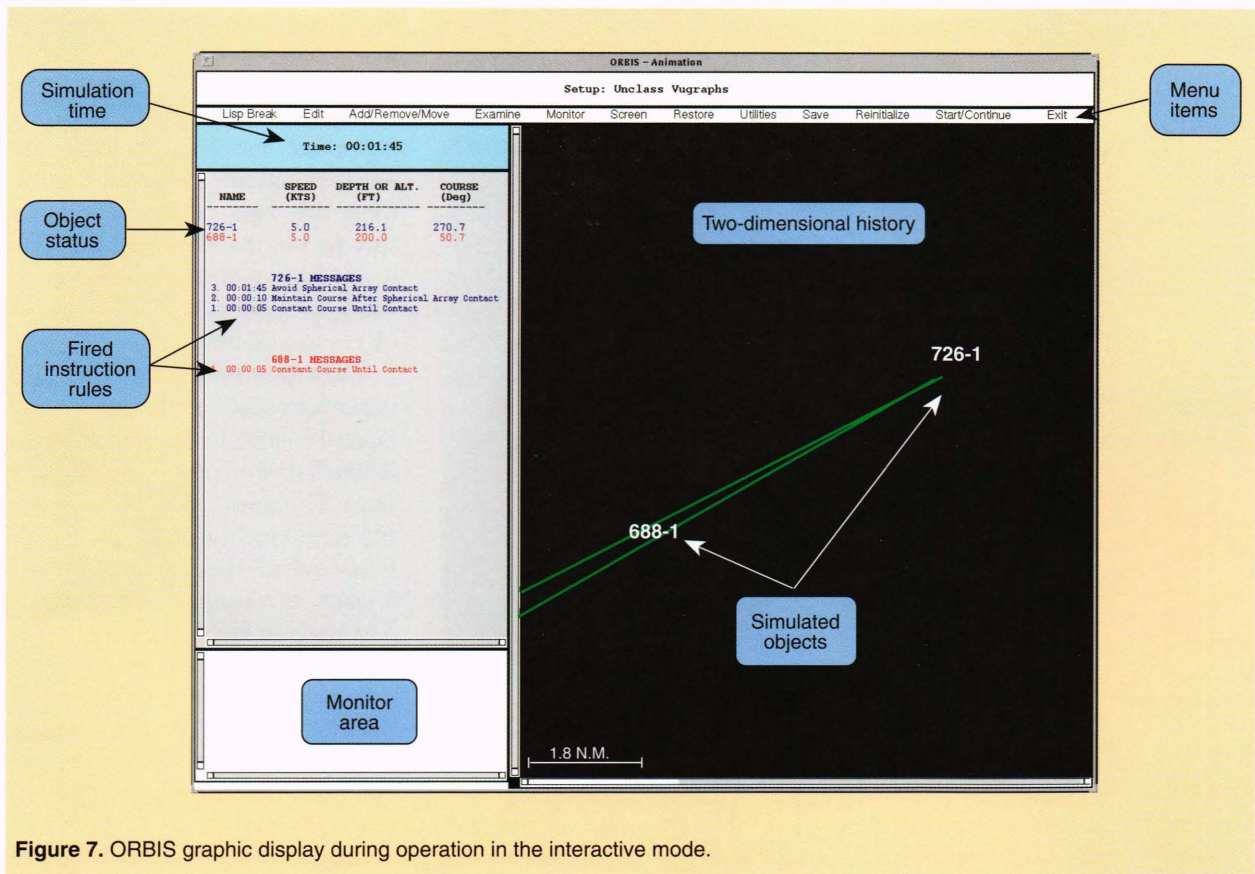 ORBIS – Animation
Setup: Unclass Vugraphs
Lisp Break Edit Add/Remove/Move Examine Monitor Screen Restore Utilities Save Reinitialize Start/Continue Exit
Simulation
time
Menu
items
Time: 00:01:45
SPEED DEPTH OR ALT. COURSE
NAME (KTS) (FT) (Deg)
Object
status
726-1 5.0 216.1 270.7
688-1 5.0 200.0 50.7
Two-dimensional history
726-1 MESSAGES
3. 00:01:45 Avoid Spherical Array Contact
2. 00:00:10 Maintain Course After Spherical Array Contact
1. 00:00:05 Constant Course Until Contact
Fired
instruction
rules
688-1 MESSAGES
1. 00:00:05 Constant Course Until Contact
726-1
688-1
Simulated
objects
Monitor
area
1.8 N.M.
Figure 7. ORBIS graphic display during operation in the interactive mode.